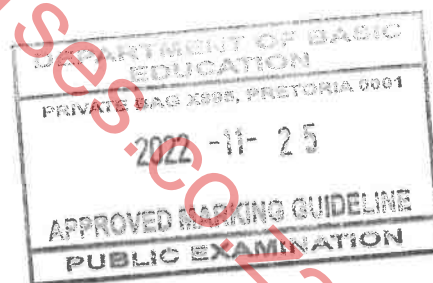 DEPARTMENT OF BASIC
EDUCATION
PRIVATE BAG X895, PRETORIA 0001
2022 -11- 25
APPROVED MARKING GUIDELINE
PUBLIC EXAMINATION